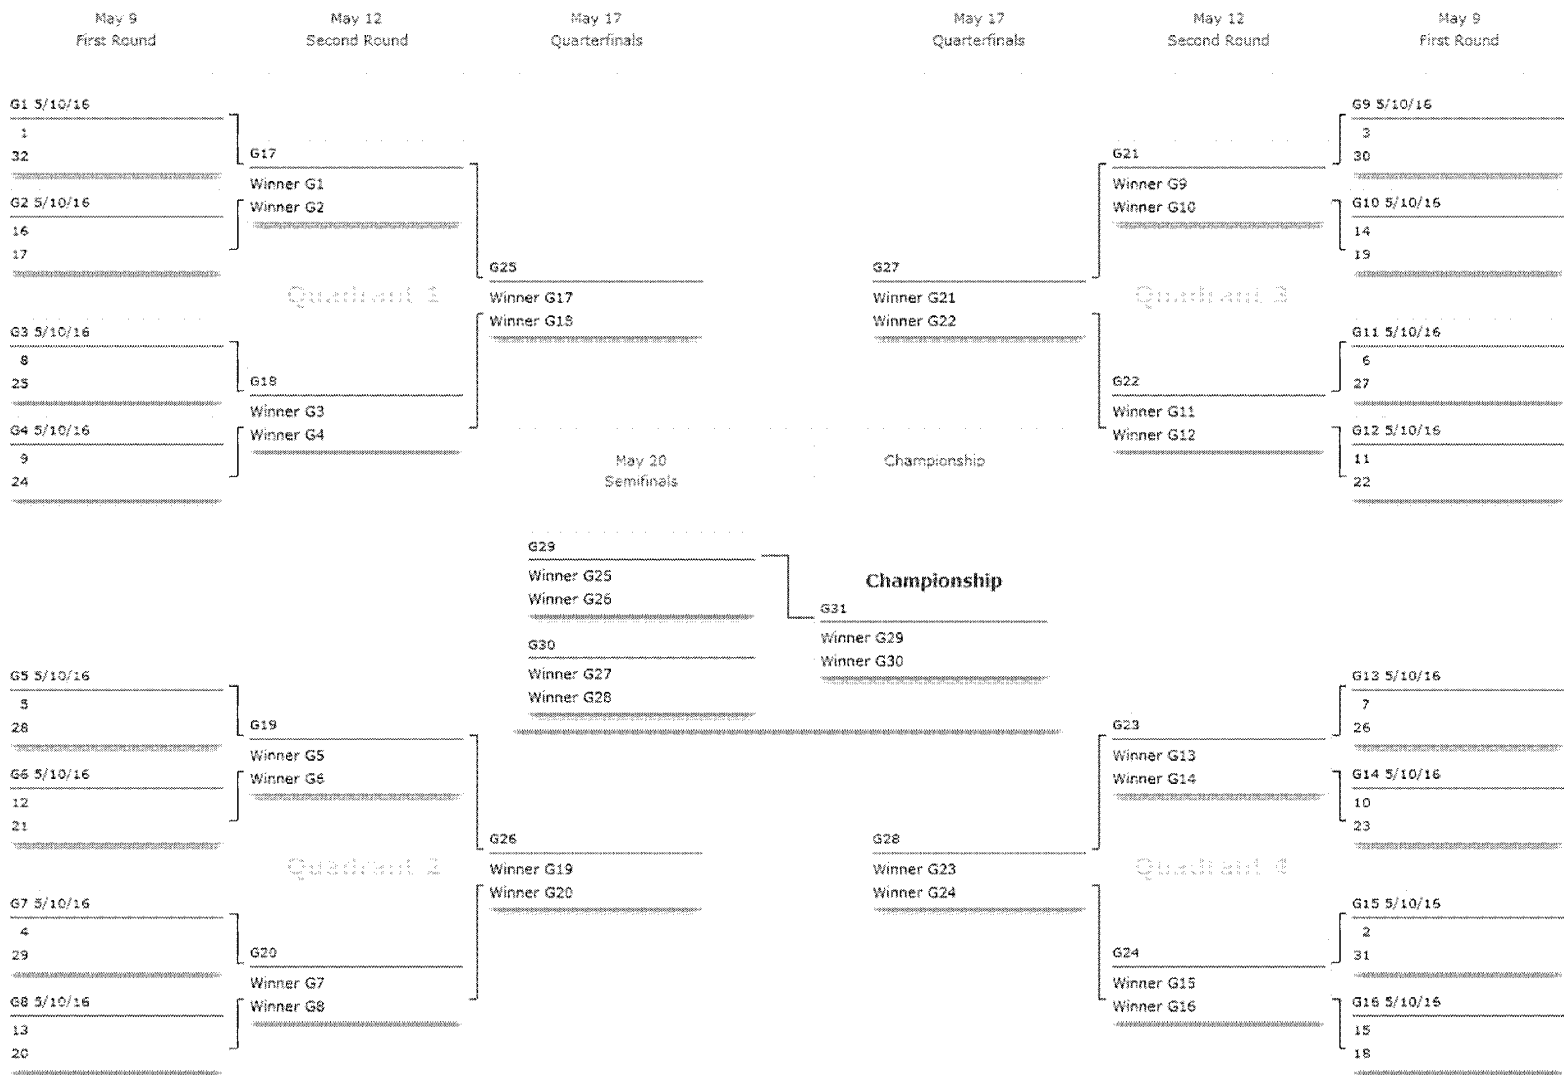 May 9
First Round
May 12
Second Round
May 17
Quarterfinals
May 17
Quarterfinals
May 12
Second Round
May 9
First Round
G1 5/10/16
1
32
G2 5/10/16
16
17
G17
Winner G1
Winner G2
G3 5/10/16
8
25
G4 5/10/16
9
24
G18
Winner G3
Winner G4
Quadrant 1
G25
Winner G17
Winner G18
G27
Winner G21
Winner G22
G21
Winner G9
Winner G10
Quadrant 3
G22
Winner G11
Winner G12
G9 5/10/16
3
30
G10 5/10/16
14
19
G11 5/10/16
6
27
G12 5/10/16
11
22
May 20
Semifinals
Championship
G29
Winner G25
Winner G26
G30
Winner G27
Winner G28
Championship
G31
Winner G29
Winner G30
G5 5/10/16
5
28
G6 5/10/16
12
21
G19
Winner G5
Winner G6
Quadrant 2
G7 5/10/16
4
29
G8 5/10/16
13
20
G20
Winner G7
Winner G8
G26
Winner G19
Winner G20
G28
Winner G23
Winner G24
G23
Winner G13
Winner G14
Quadrant 4
G24
Winner G15
Winner G16
G13 5/10/16
7
26
G14 5/10/16
10
23
G15 5/10/16
2
31
G16 5/10/16
15
18